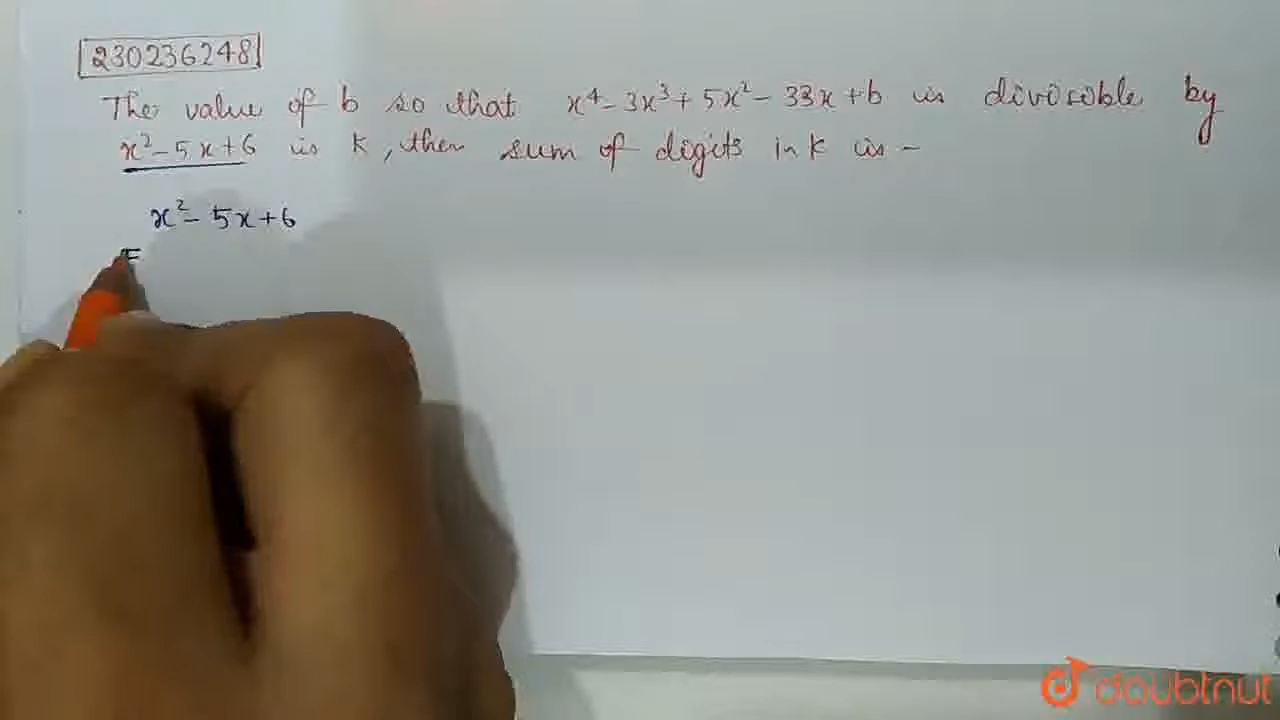 230236248
The value of b so that x⁴- 3x³+ 5x²- 33x + b is divisible by
x²- 5x+6 is k, then sum of digits in k is -
x²- 5x+6
=
doubtnut